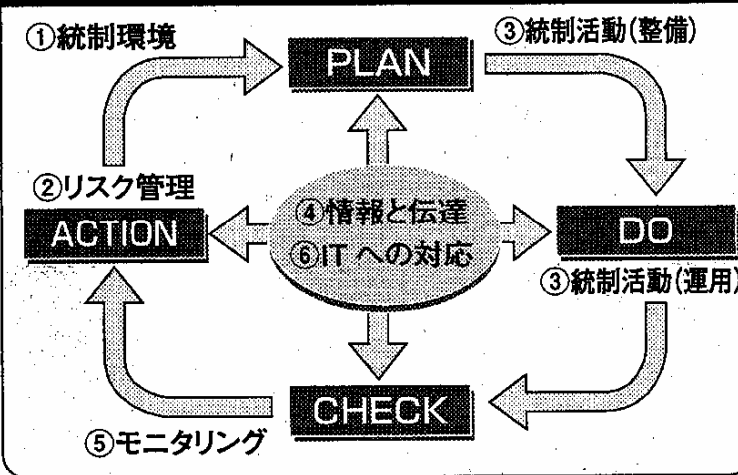 ①統制環境
③統制活動(整備)
PLAN
②リスク管理
ACTION
④情報と伝達
⑥ITへの対応
DO
③統制活動(運用)
CHECK
⑤モニタリング